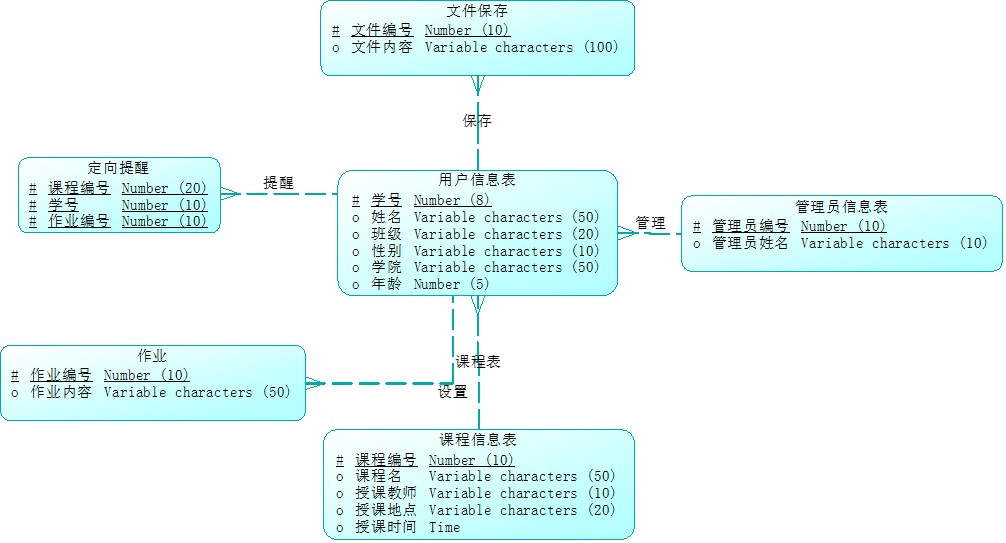 文件保存
# 文件编号 Number (10)
o 文件内容 Variable characters (100)
保存
定向提醒
# 课程编号 Number (20)
# 学号 Number (10)
# 作业编号 Number (10)
提醒
用户信息表
# 学号 Number (8)
o 姓名 Variable characters (50)
o 班级 Variable characters (20)
o 性别 Variable characters (10)
o 学院 Variable characters (50)
o 年龄 Number (5)
管理
管理员信息表
# 管理员编号 Number (10)
o 管理员姓名 Variable characters (10)
作业
# 作业编号 Number (10)
o 作业内容 Variable characters (50)
课程表
设置
课程信息表
# 课程编号 Number (10)
o 课程名 Variable characters (50)
o 授课教师 Variable characters (10)
o 授课地点 Variable characters (20)
o 授课时间 Time